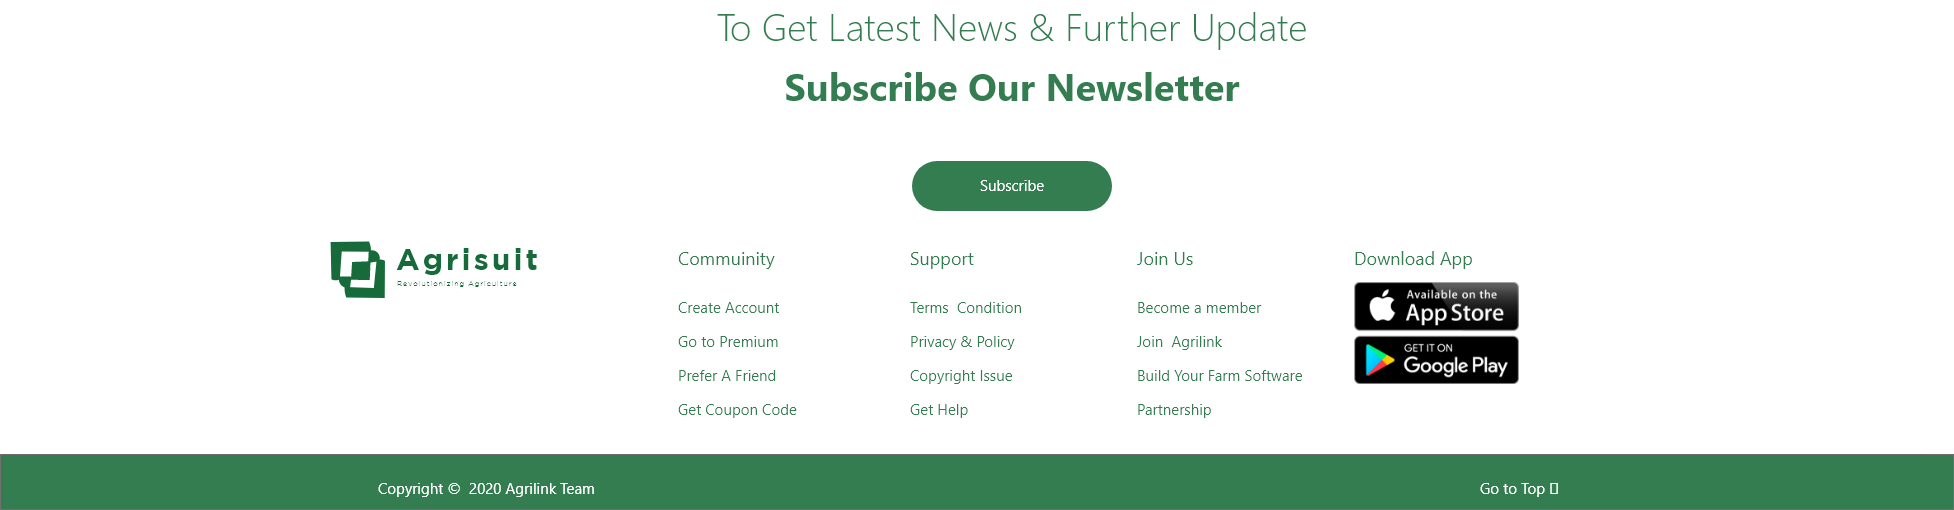 To Get Latest News & Further Update
Subscribe Our Newsletter
Subscribe
Agrisuit
Revolutionizing Agriculture
Commuinity
Create Account
Go to Premium
Prefer A Friend
Get Coupon Code
Support
Terms  Condition
Privacy & Policy
Copyright Issue
Get Help
Join Us
Become a member
Join  Agrilink
Build Your Farm Software
Partnership
Download App
Available on the
App Store
GET IT ON
Google Play
Copyright ©  2020 Agrilink Team
Go to Top